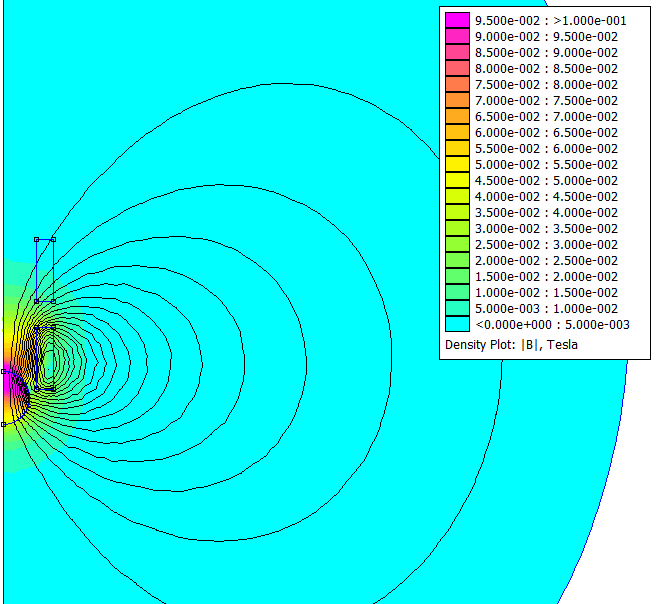 9.500e-002 : >1.000e-001
9.000e-002 : 9.500e-002
8.500e-002 : 9.000e-002
8.000e-002 : 8.500e-002
7.500e-002 : 8.000e-002
7.000e-002 : 7.500e-002
6.500e-002 : 7.000e-002
6.000e-002 : 6.500e-002
5.500e-002 : 6.000e-002
5.000e-002 : 5.500e-002
4.500e-002 : 5.000e-002
4.000e-002 : 4.500e-002
3.500e-002 : 4.000e-002
3.000e-002 : 3.500e-002
2.500e-002 : 3.000e-002
2.000e-002 : 2.500e-002
1.500e-002 : 2.000e-002
1.000e-002 : 1.500e-002
5.000e-003 : 1.000e-002
<0.000e+000 : 5.000e-003
Density Plot: |B|, Tesla